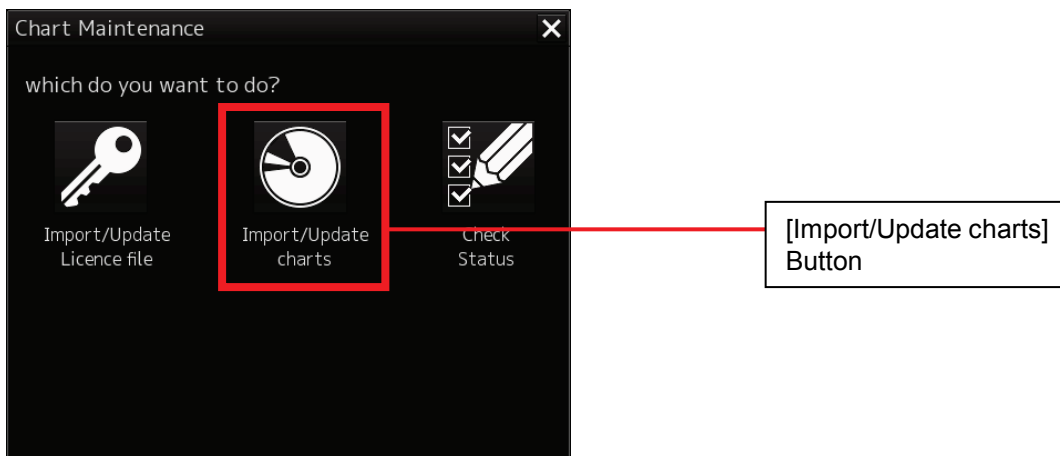 Chart Maintenance
which do you want to do?
Import/Update
Licence file
Import/Update
charts
Check
Status
[Import/Update charts]
Button